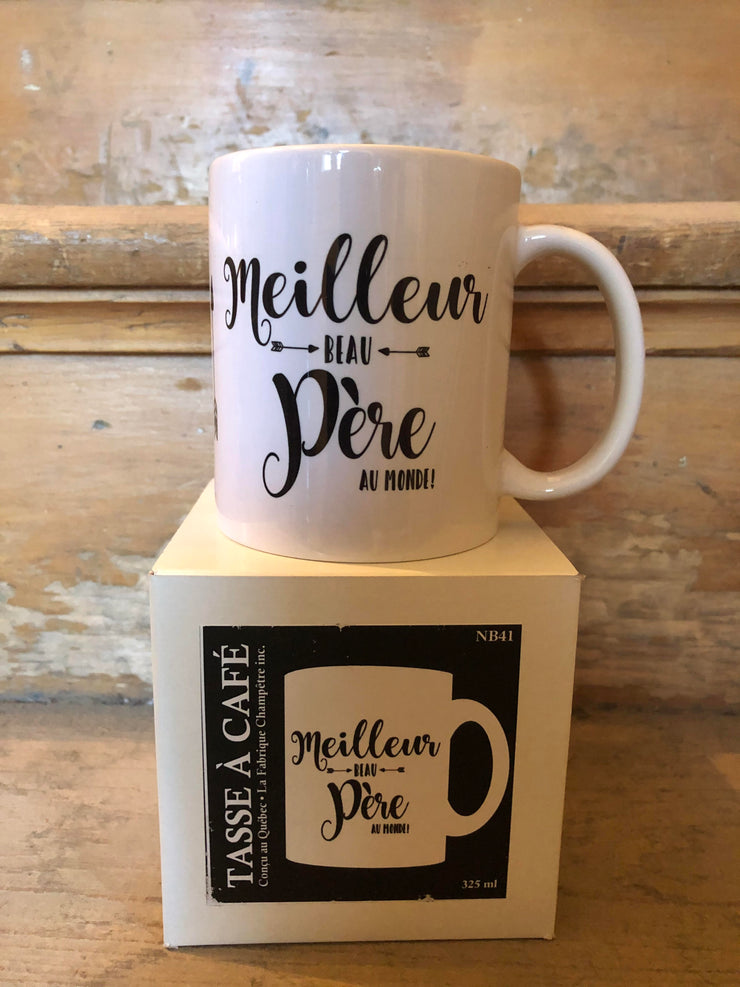 Meilleur
BEAU
Père
AU MONDE!
NB41
TASSE À CAFÉ
Conçu au Québec • La Fabrique Champêtre inc.
Meilleur
BEAU
Père
AU MONDE!
325 ml